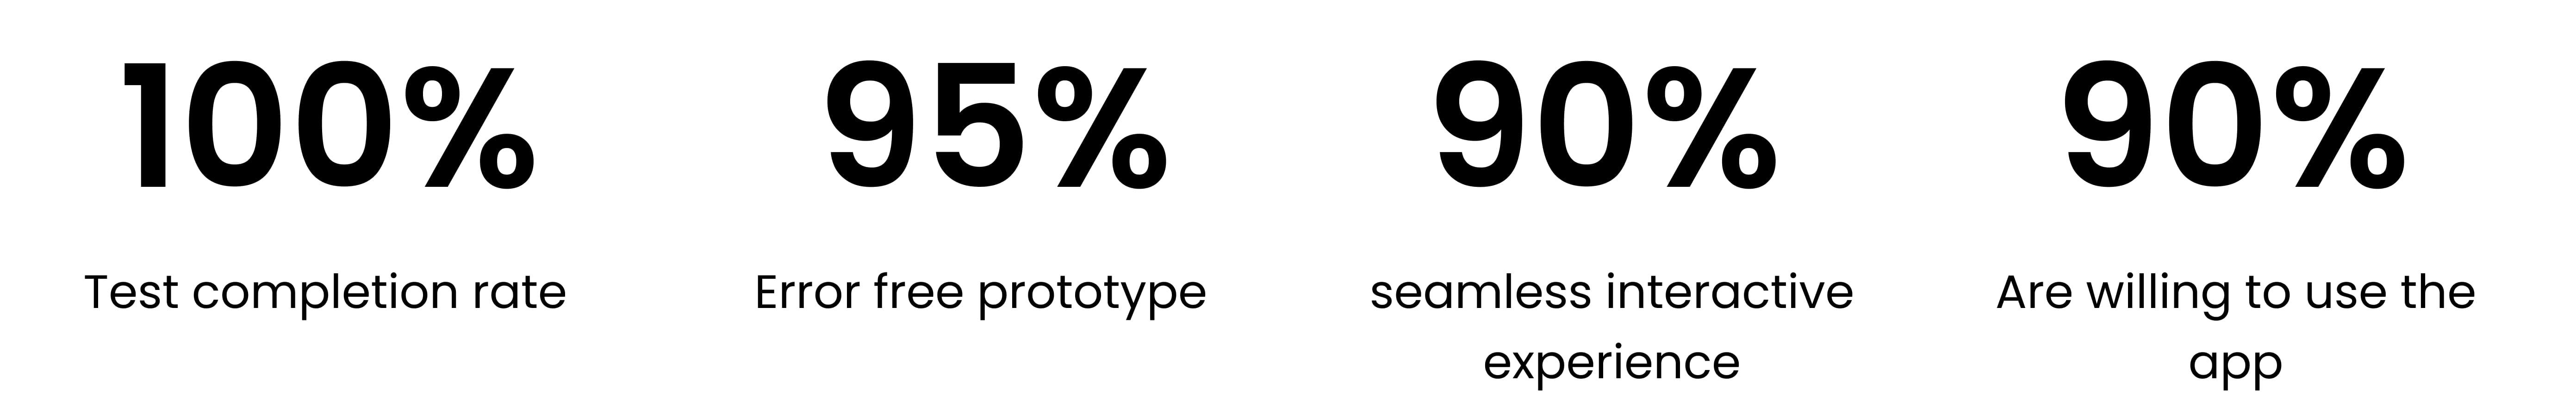 100%
Test completion rate
95%
Error free prototype
90%
seamless interactive
experience
90%
Are willing to use the
app